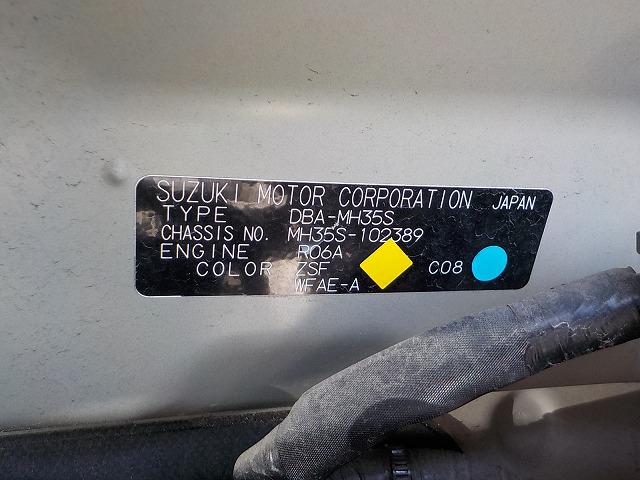 SUZUKI MOTOR CORPORATION JAPAN
TYPE DBA-MH35S
CHASSIS NO. MH35S-102389
ENGINE R06A
COLOR ZSF C08
WFAE-A